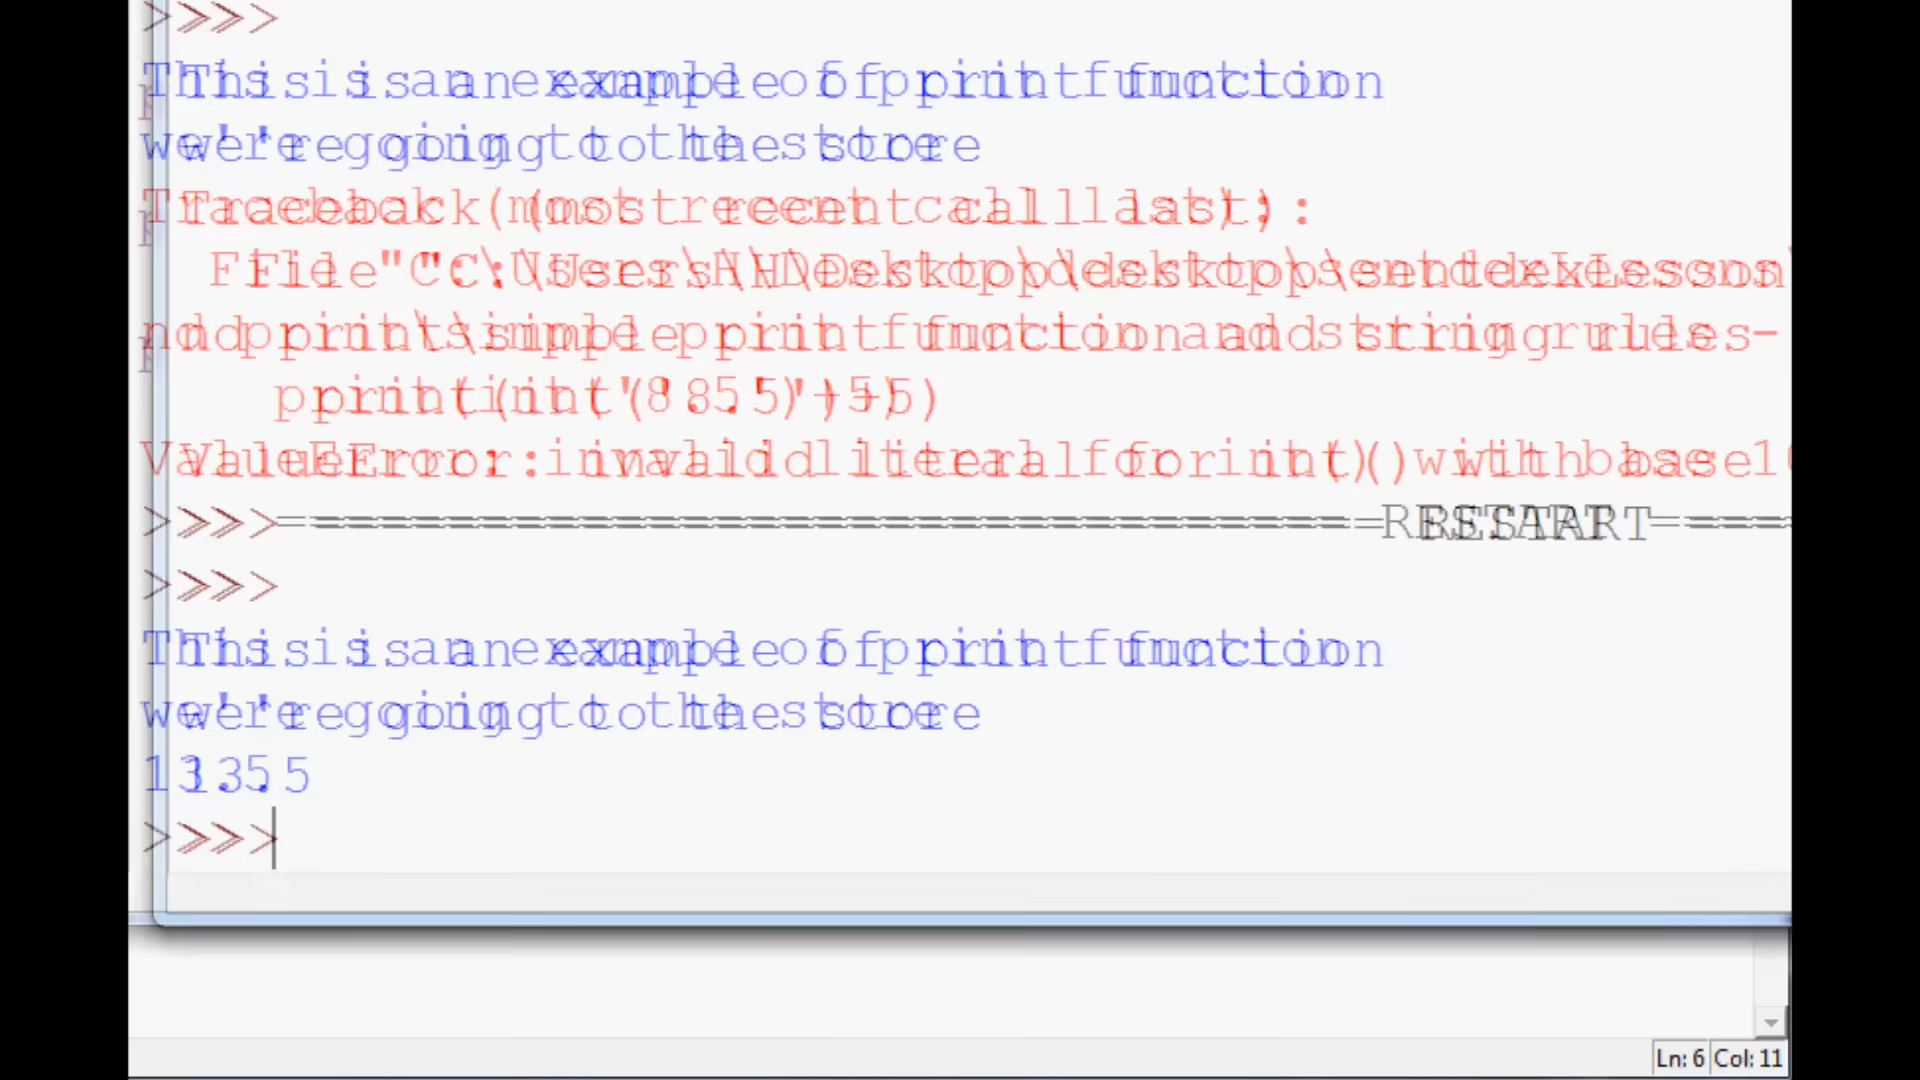 >>>
This is an example of print function
we're going to the store
Traceback (most recent call last):
File "C:\Users\H\Desktop\desktop\sentdexLessons\
nd print\simple print function and string rules-
print(int('8.5')+5)
ValueError: invalid literal for int() with base 10
>>> ================================ RESTART ====
>>>
This is an example of print function
we're going to the store
13.5
>>>
Ln: 6 Col: 11